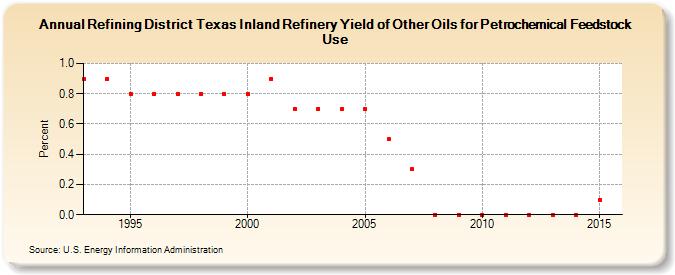 Annual Refining District Texas Inland Refinery Yield of Other Oils for Petrochemical Feedstock
Use
Percent
1.0
0.8
0.6
0.4
0.2
0.0
1995 2000 2005 2010 2015
Source: U.S. Energy Information Administration